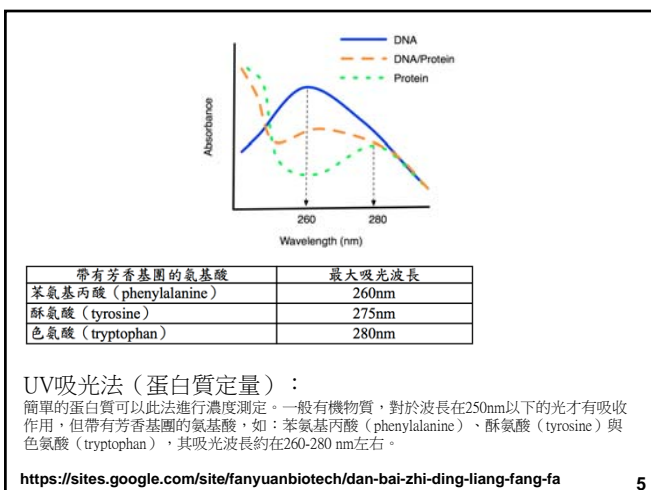 DNA
DNA/Protein
Protein
Absorbance
260 280
Wavelength (nm)
帶有芳香基團的氨基酸 最大吸光波長
苯氨基丙酸（phenylalanine） 260nm
酥氨酸（tyrosine） 275nm
色氨酸（tryptophan） 280nm
UV吸光法（蛋白質定量）：
簡單的蛋白質可以此法進行濃度測定。一般有機物質，對於波長在250nm以下的光才有吸收
作用，但帶有芳香基團的氨基酸，如：苯氨基丙酸（phenylalanine）、酥氨酸（tyrosine）與
色氨酸（tryptophan），其吸光波長約在260-280 nm左右。
https://sites.google.com/site/fanyuanbiotech/dan-bai-zhi-ding-liang-fang-fa 5